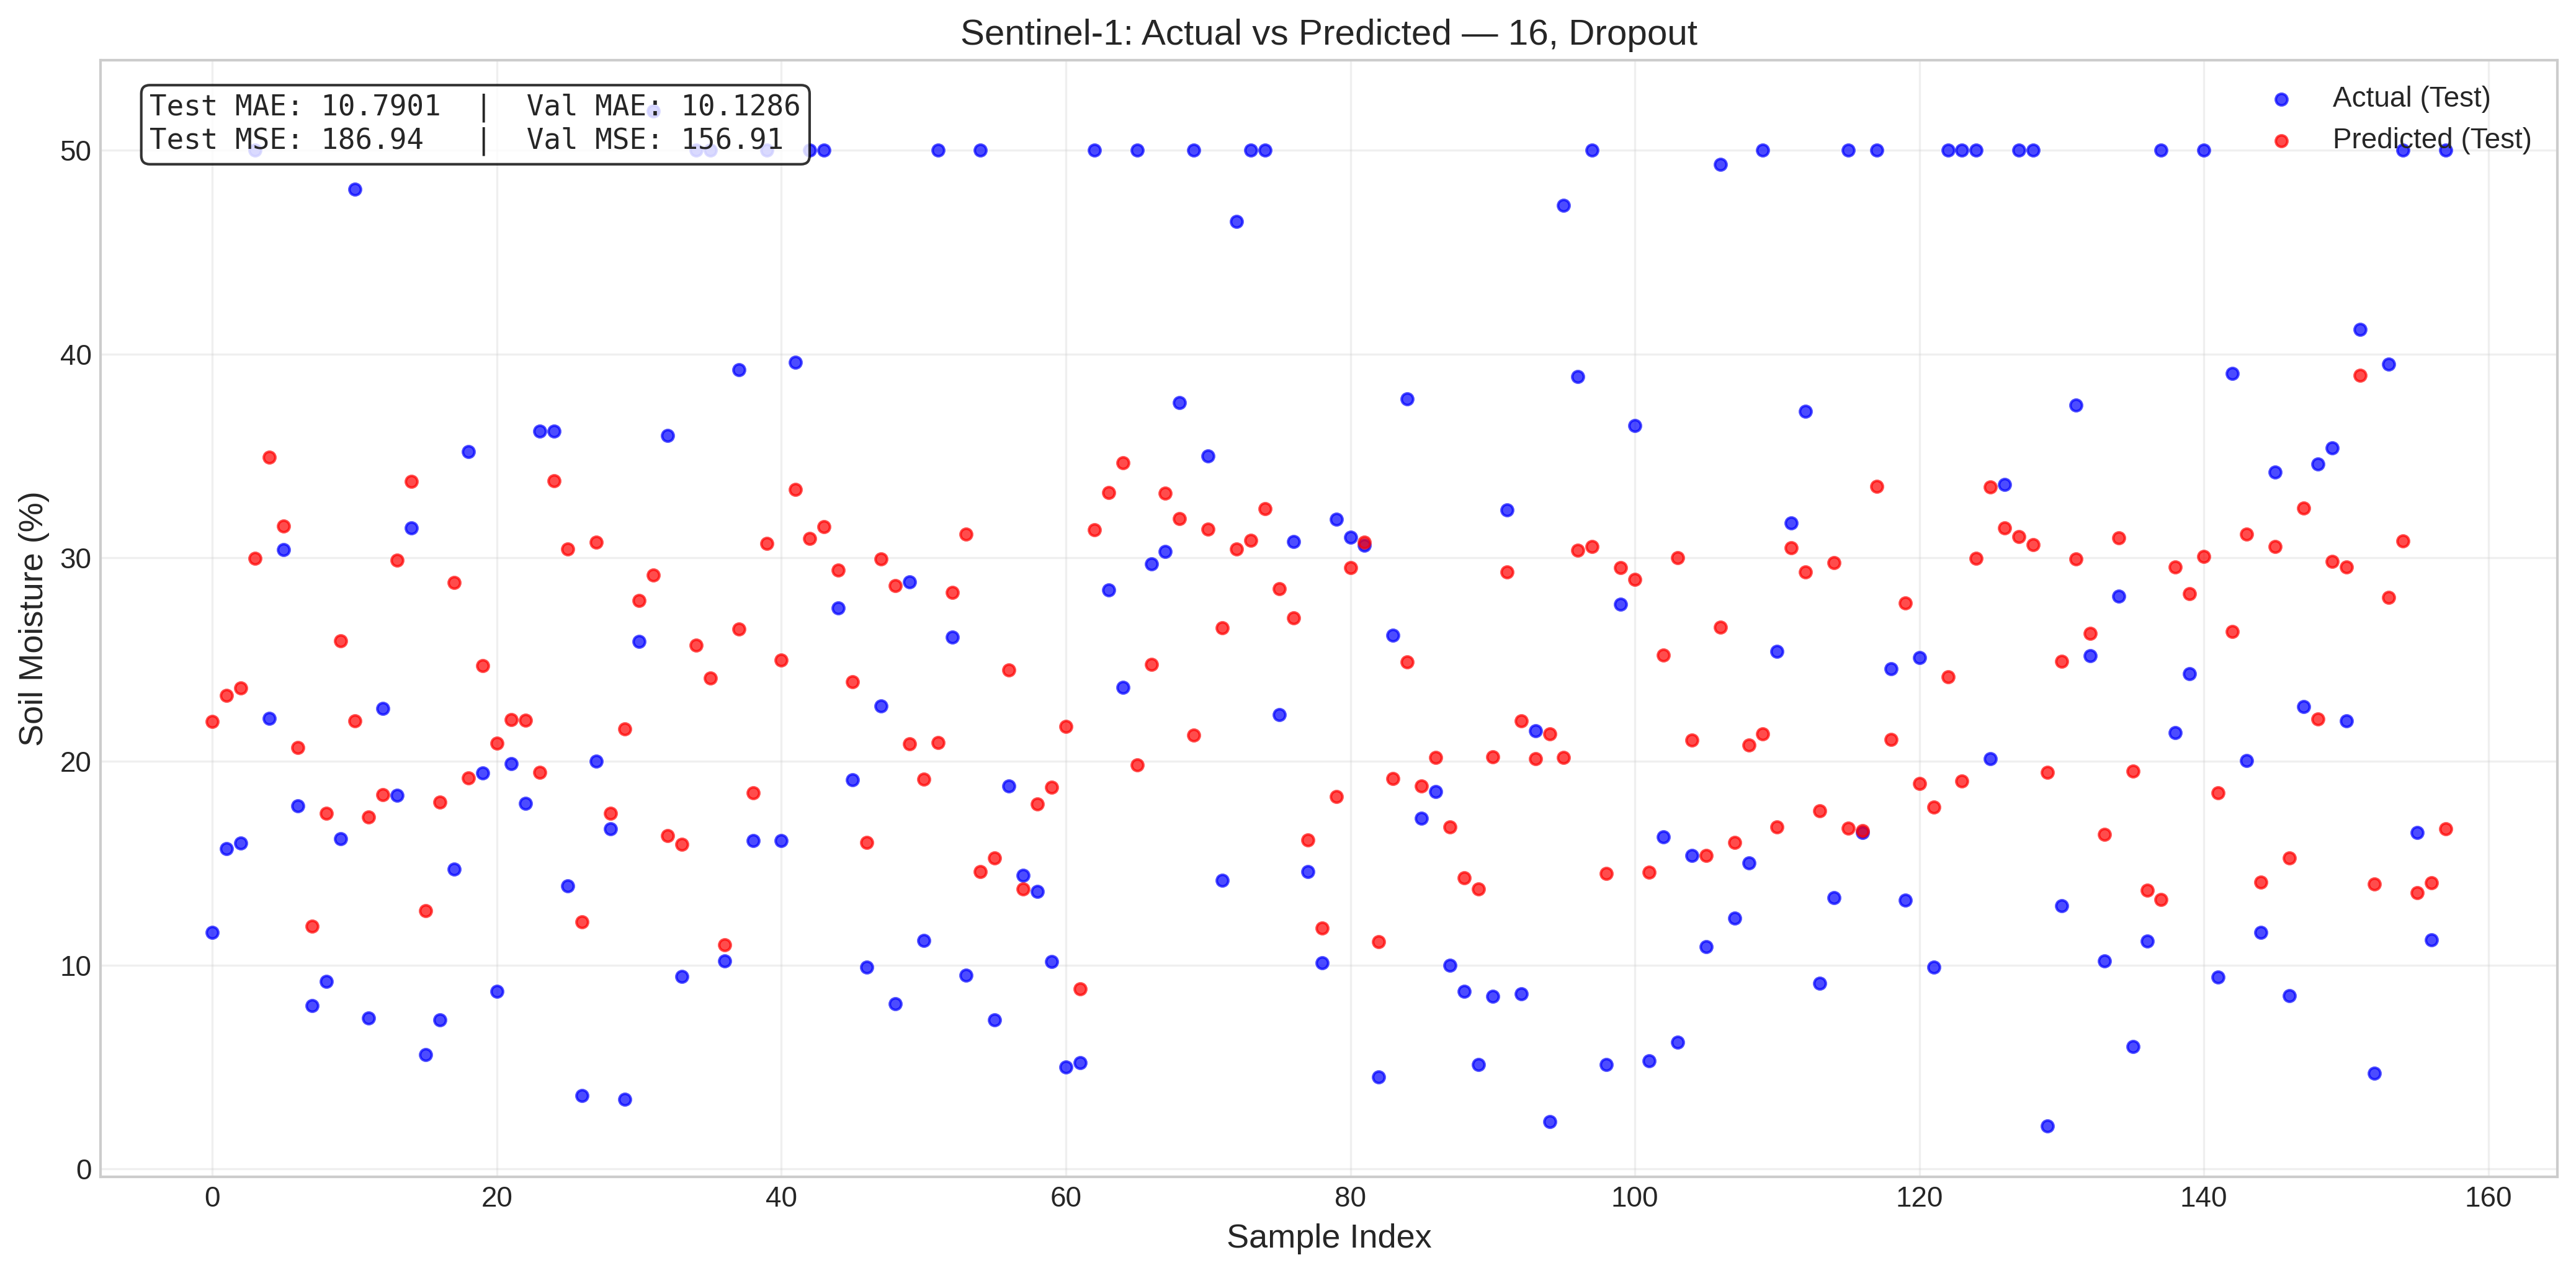 Sentinel-1: Actual vs Predicted — 16, Dropout
Test MAE: 10.7901  |  Val MAE: 10.1286
Test MSE: 186.94   |  Val MSE: 156.91
Actual (Test)
Predicted (Test)
Soil Moisture (%)
50
40
30
20
10
0
0 20 40 60 80 100 120 140 160
Sample Index